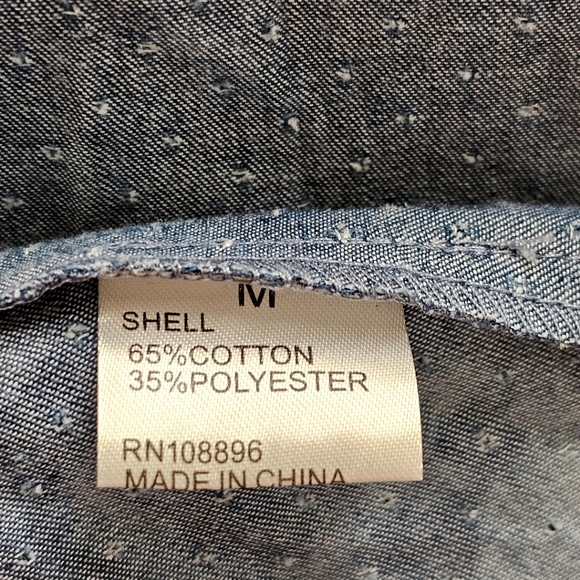 M
SHELL
65%COTTON
35%POLYESTER
RN108896
MADE IN CHINA